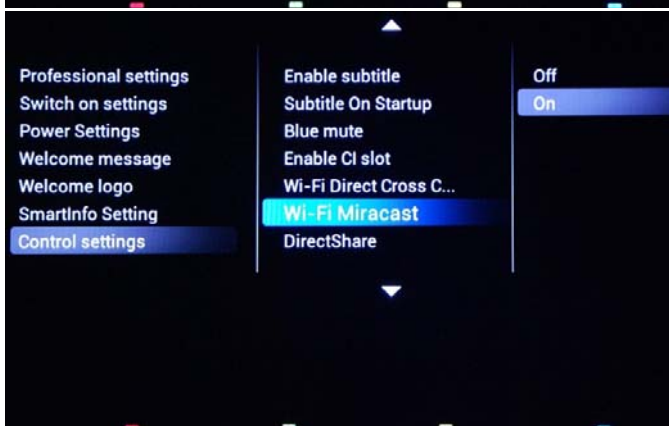 Professional settings
Switch on settings
Power Settings
Welcome message
Welcome logo
SmartInfo Setting
Control settings
Enable subtitle
Subtitle On Startup
Blue mute
Enable CI slot
Wi-Fi Direct Cross C...
Wi-Fi Miracast
DirectShare
Off
On